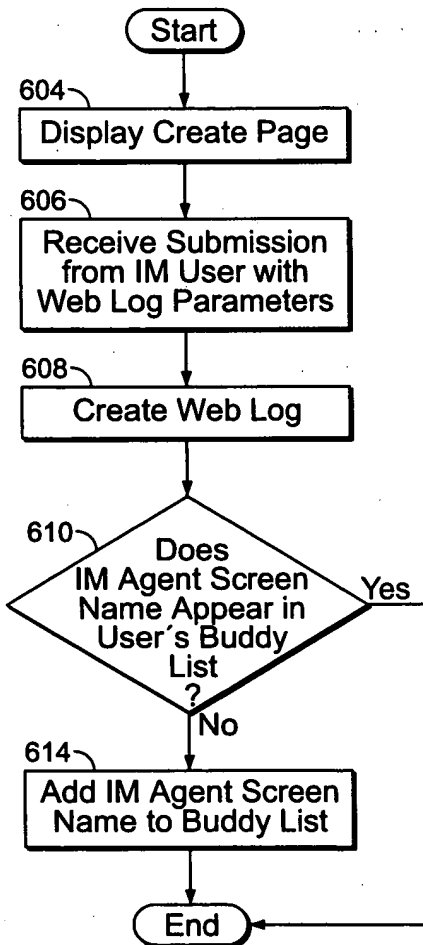 Start
604
Display Create Page
606
Receive Submission
from IM User with
Web Log Parameters
608
Create Web Log
610
Does
IM Agent Screen
Name Appear in
User's Buddy
List
?
Yes
No
614
Add IM Agent Screen
Name to Buddy List
End